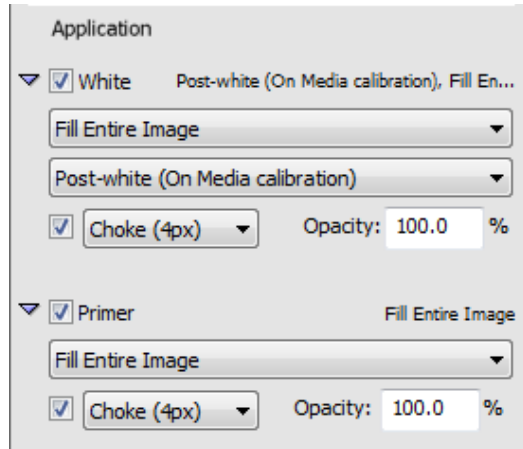 Application
White Post-white (On Media calibration), Fill En...
Fill Entire Image
Post-white (On Media calibration)
Choke (4px) Opacity: 100.0 %
Primer Fill Entire Image
Fill Entire Image
Choke (4px) Opacity: 100.0 %